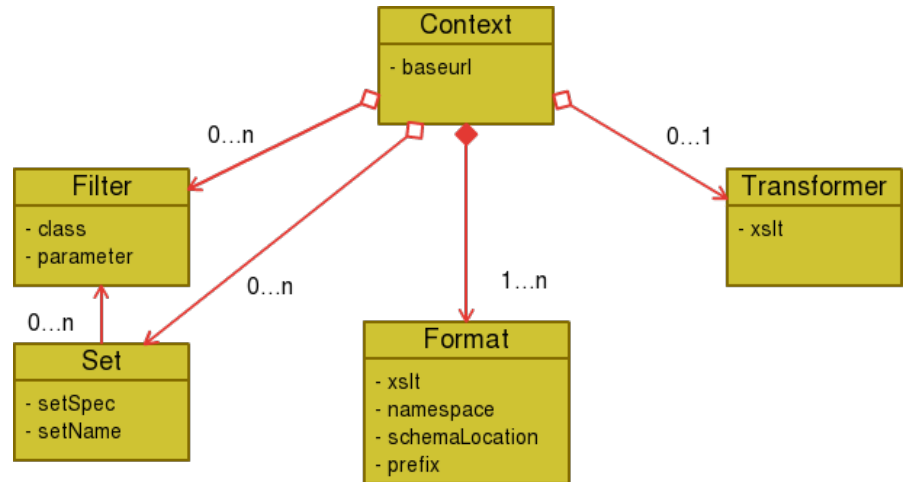 Context
- baseurl
0...n
0...1
Filter
- class
- parameter
Transformer
- xslt
0...n
1...n
0...n
Set
- setSpec
- setName
Format
- xslt
- namespace
- schemaLocation
- prefix